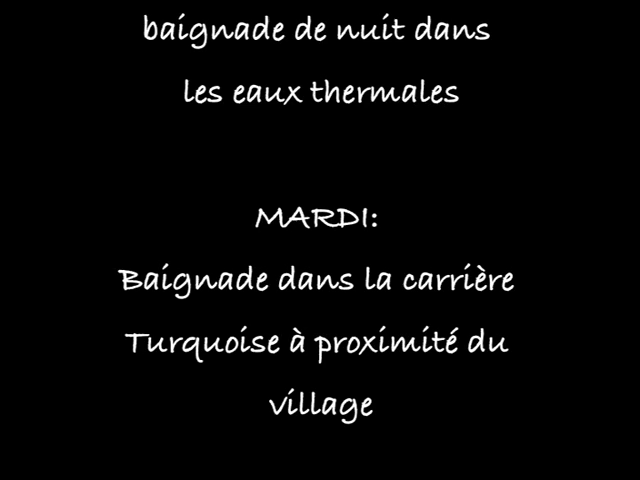 baignade de nuit dans
les eaux thermales
MARDI:
Baignade dans la carrière
Turquoise à proximité du
village